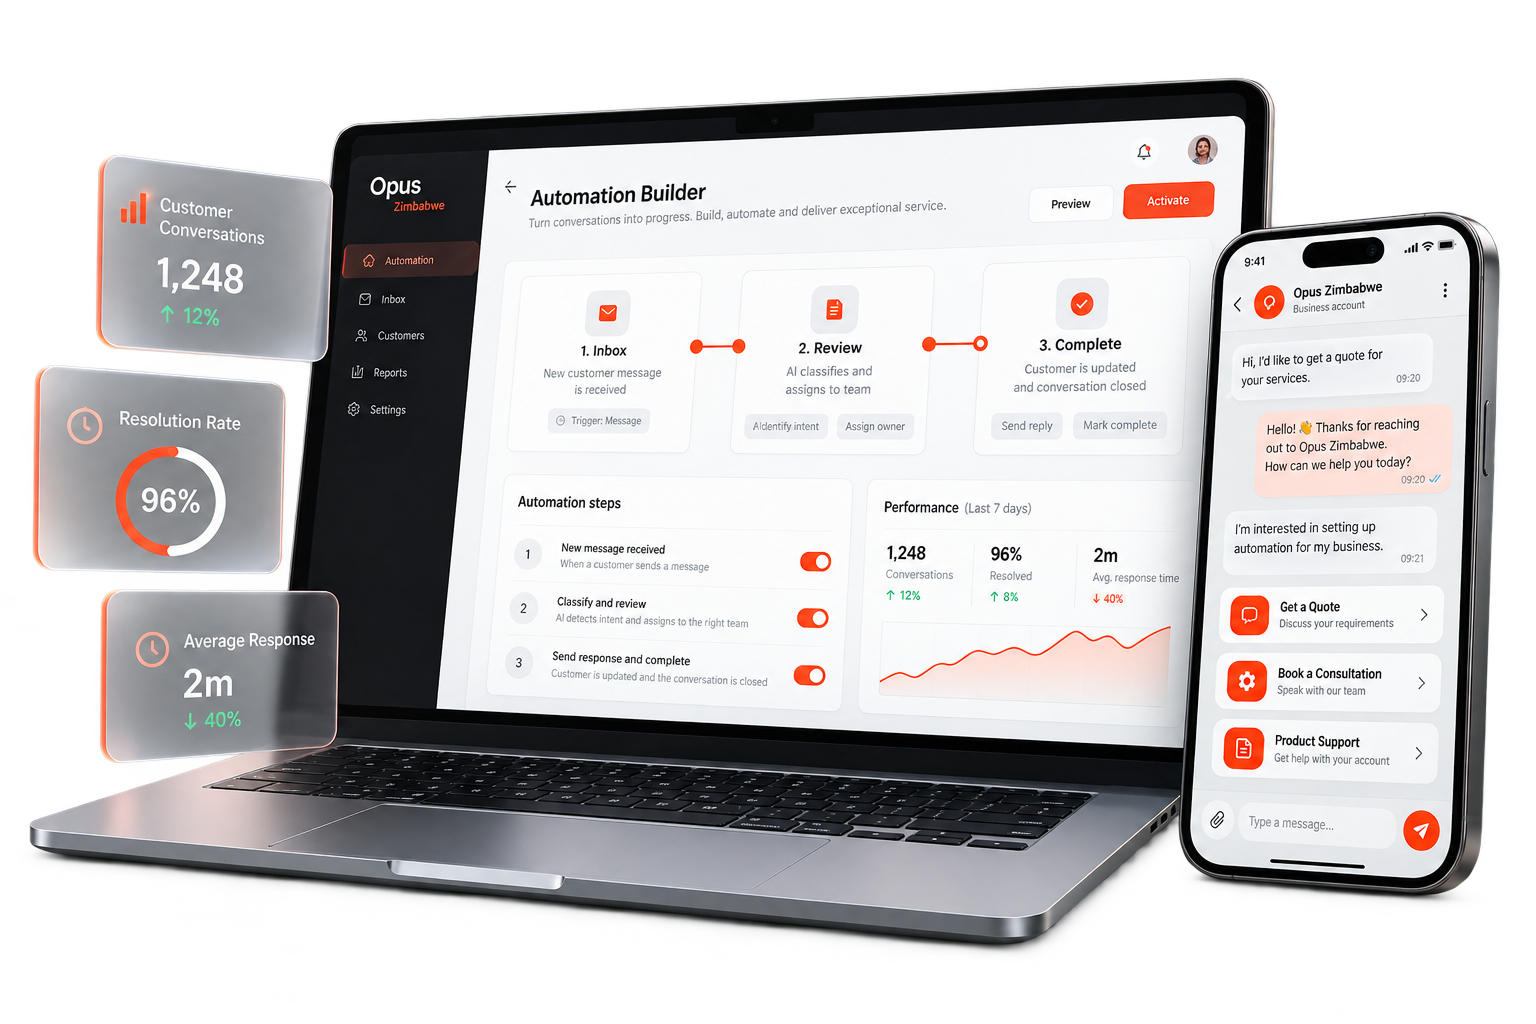 Customer
Conversations
1,248
↑ 12%
Resolution Rate
96%
Average Response
2m
↓ 40%
Opus
Zimbabwe
Automation
Inbox
Customers
Reports
Settings
Automation Builder
Turn conversations into progress. Build, automate and deliver exceptional service.
Preview
Activate
1. Inbox
New customer message
is received
Trigger: Message
2. Review
AI classifies and
assigns to team
AIdentify intent
Assign owner
3. Complete
Customer is updated
and conversation closed
Send reply
Mark complete
Automation steps
1
New message received
When a customer sends a message
2
Classify and review
AI detects intent and assigns to the right team
3
Send response and complete
Customer is updated and the conversation is closed
Performance (Last 7 days)
1,248
Conversations
↑ 12%
96%
Resolved
↑ 8%
2m
Avg. response time
↓ 40%
9:41
Opus Zimbabwe
Business account
Hi, I'd like to get a quote for
your services.
09:20
Hello! 👋 Thanks for reaching
out to Opus Zimbabwe.
How can we help you today?
09:20
I'm interested in setting up
automation for my business.
09:21
Get a Quote
Discuss your requirements
Book a Consultation
Speak with our team
Product Support
Get help with your account
Type a message...